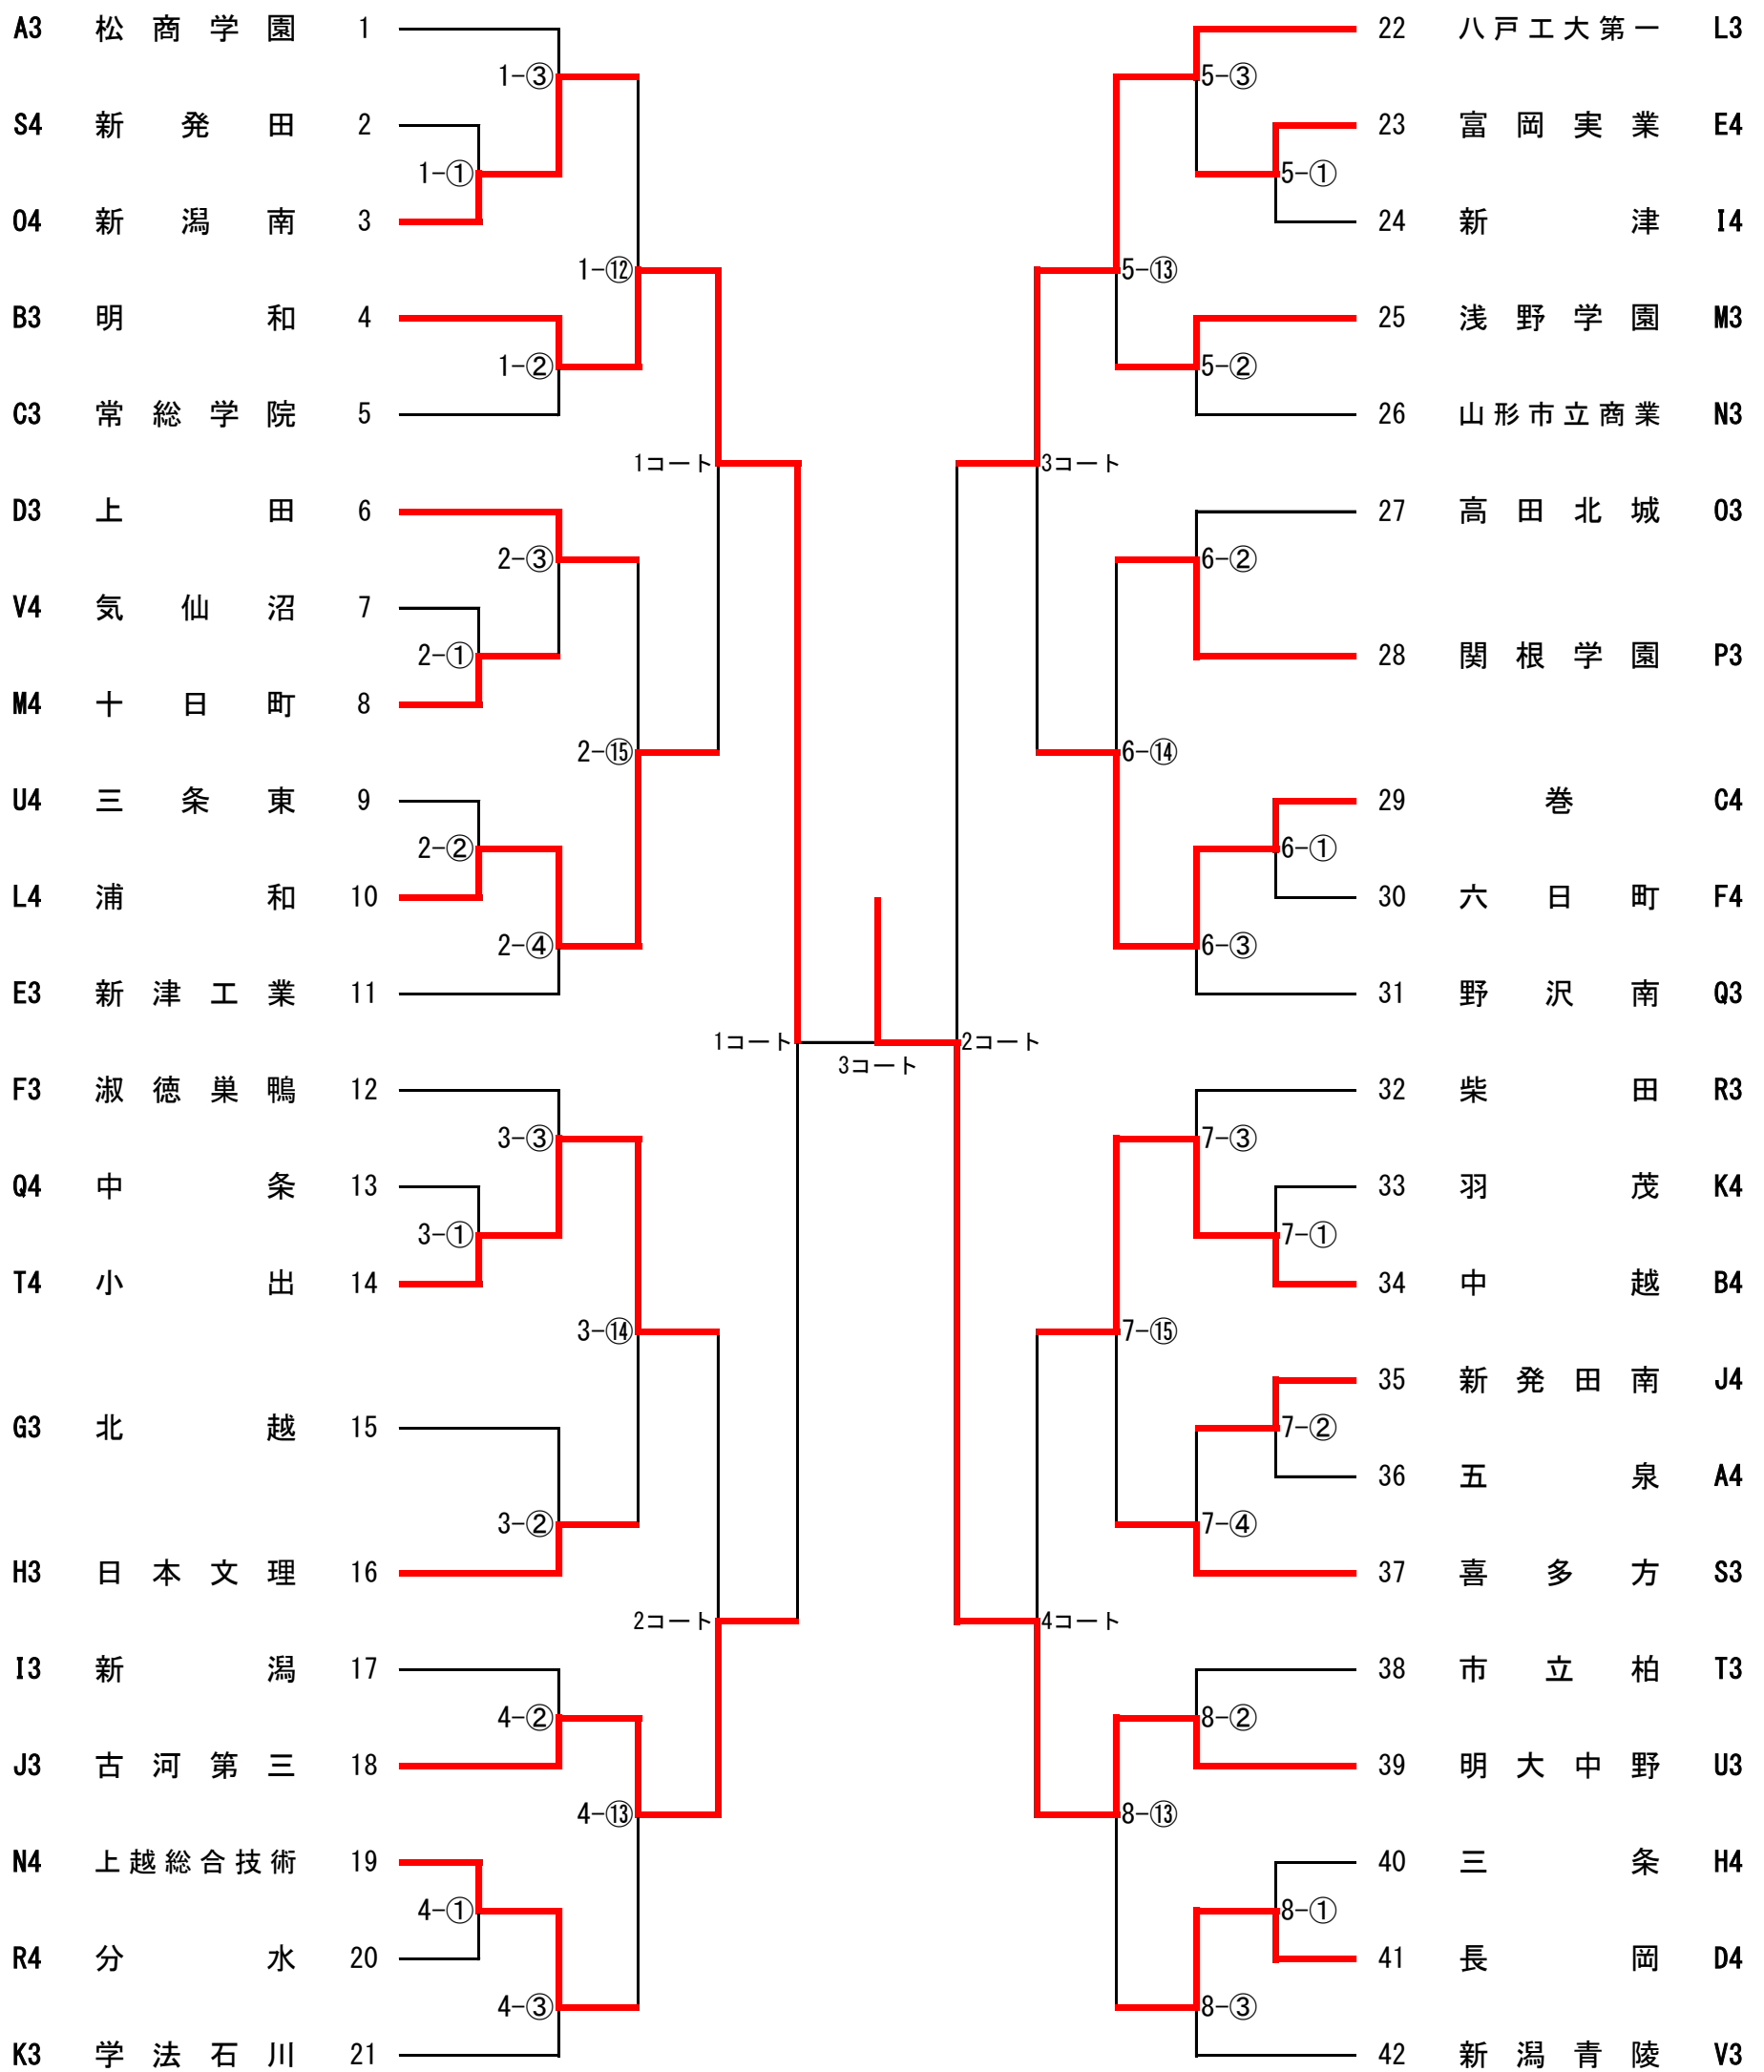 A3 松商学園 1
1-③
S4 新発田 2
1-①
O4 新潟南 3
1-⑫
B3 明和 4
1-②
C3 常総学院 5
1コート
D3 上田 6
2-③
V4 気仙沼 7
2-①
M4 十日町 8
2-⑮
U4 三条東 9
2-②
L4 浦和 10
2-④
E3 新津工業 11
1コート
3コート
F3 淑徳巣鴨 12
3-③
Q4 中条 13
3-①
T4 小出 14
3-⑭
G3 北越 15
3-②
H3 日本文理 16
2コート
I3 新潟 17
4-②
J3 古河第三 18
4-⑬
N4 上越総合技術 19
4-①
R4 分水 20
4-③
K3 学法石川 21
22 八戸工大第一 L3
5-③
23 富岡実業 E4
5-①
24 新津 I4
5-⑬
25 浅野学園 M3
5-②
26 山形市立商業 N3
3コート
27 高田北城 O3
6-②
28 関根学園 P3
6-⑭
29 巻 C4
6-①
30 六日町 F4
6-③
31 野沢南 Q3
2コート
32 柴田 R3
7-③
33 羽茂 K4
7-①
34 中越 B4
7-⑮
35 新発田南 J4
7-②
36 五泉 A4
7-④
37 喜多方 S3
4コート
38 市立柏 T3
8-②
39 明大中野 U3
8-⑬
40 三条 H4
8-①
41 長岡 D4
8-③
42 新潟青陵 V3